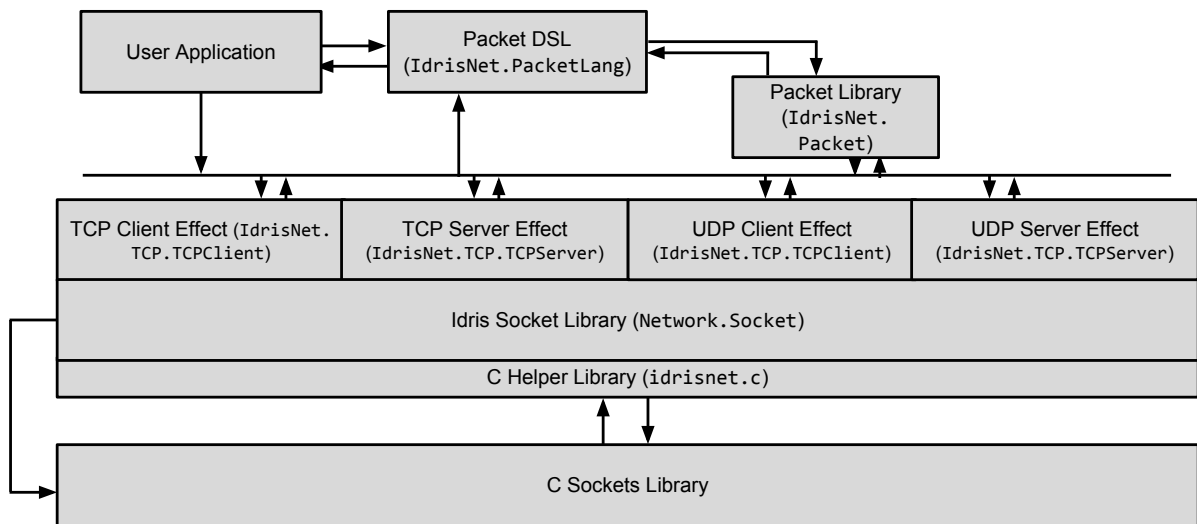 User Application
Packet DSL
(IdrisNet.PacketLang)
Packet Library
(IdrisNet.
Packet)
TCP Client Effect (IdrisNet.
TCP.TCPClient)
TCP Server Effect
(IdrisNet.TCP.TCPServer)
UDP Client Effect
(IdrisNet.TCP.TCPClient)
UDP Server Effect
(IdrisNet.TCP.TCPServer)
Idris Socket Library (Network.Socket)
C Helper Library (idrisnet.c)
C Sockets Library